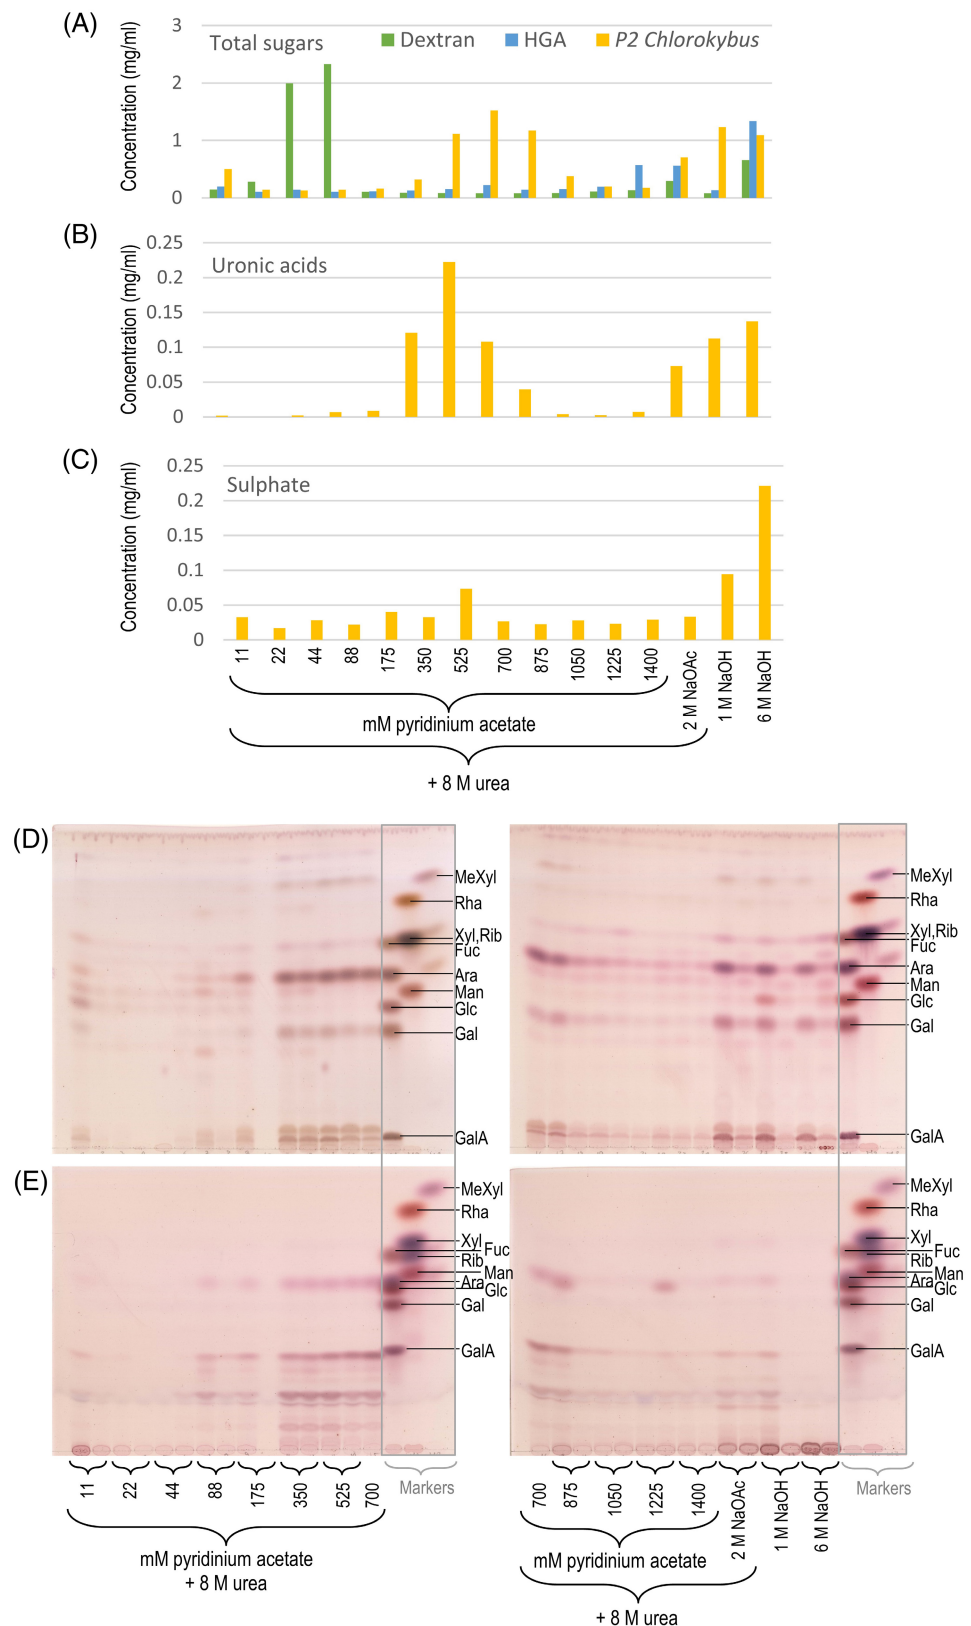 (A)
Concentration (mg/ml)
3
2
1
0
Total sugars
Dextran HGA P2 Chlorokybus
(B)
Concentration (mg/ml)
0.25
0.2
0.15
0.1
0.05
0
Uronic acids
(C)
Concentration (mg/ml)
0.25
0.2
0.15
0.1
0.05
0
Sulphate
11 22 44 88 175 350 525 700 875 1050 1225 1400 2 M NaOAc 1 M NaOH 6 M NaOH
mM pyridinium acetate
+ 8 M urea
(D)
MeXyl
Rha
Xyl,Rib
Fuc
Ara
Man
Glc
Gal
GalA
MeXyl
Rha
Xyl,Rib
Fuc
Ara
Man
Glc
Gal
GalA
(E)
MeXyl
Rha
Xyl
Fuc
Rib
Man
Ara
Glc
Gal
GalA
MeXyl
Rha
Xyl
Fuc
Rib
Man
Ara
Glc
Gal
GalA
11 22 44 88 175 350 525 700 Markers
mM pyridinium acetate
+ 8 M urea
700 875 1050 1225 1400 2 M NaOAc 1 M NaOH 6 M NaOH Markers
mM pyridinium acetate
+ 8 M urea